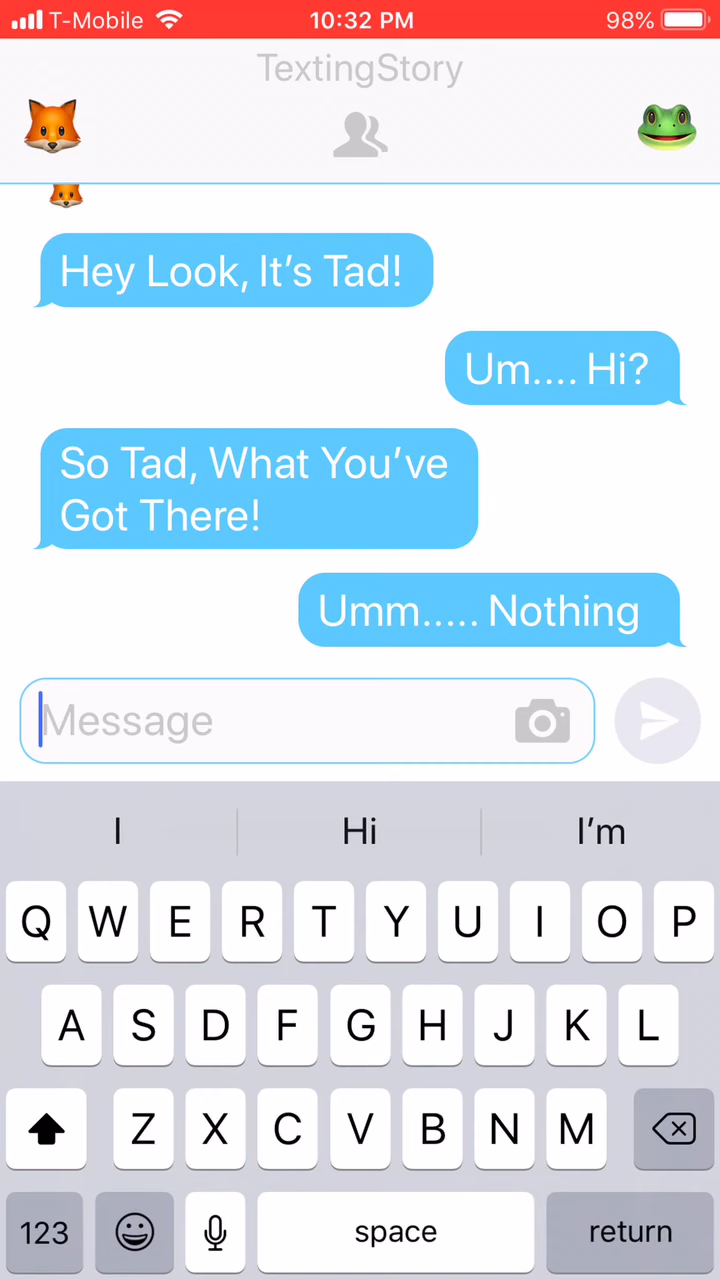 T-Mobile 10:32 PM 98%
TextingStory
Hey Look, It's Tad!
Um.... Hi?
So Tad, What You've
Got There!
Umm..... Nothing
Message
I Hi I'm
Q W E R T Y U I O P
A S D F G H J K L
Z X C V B N M
123 space return